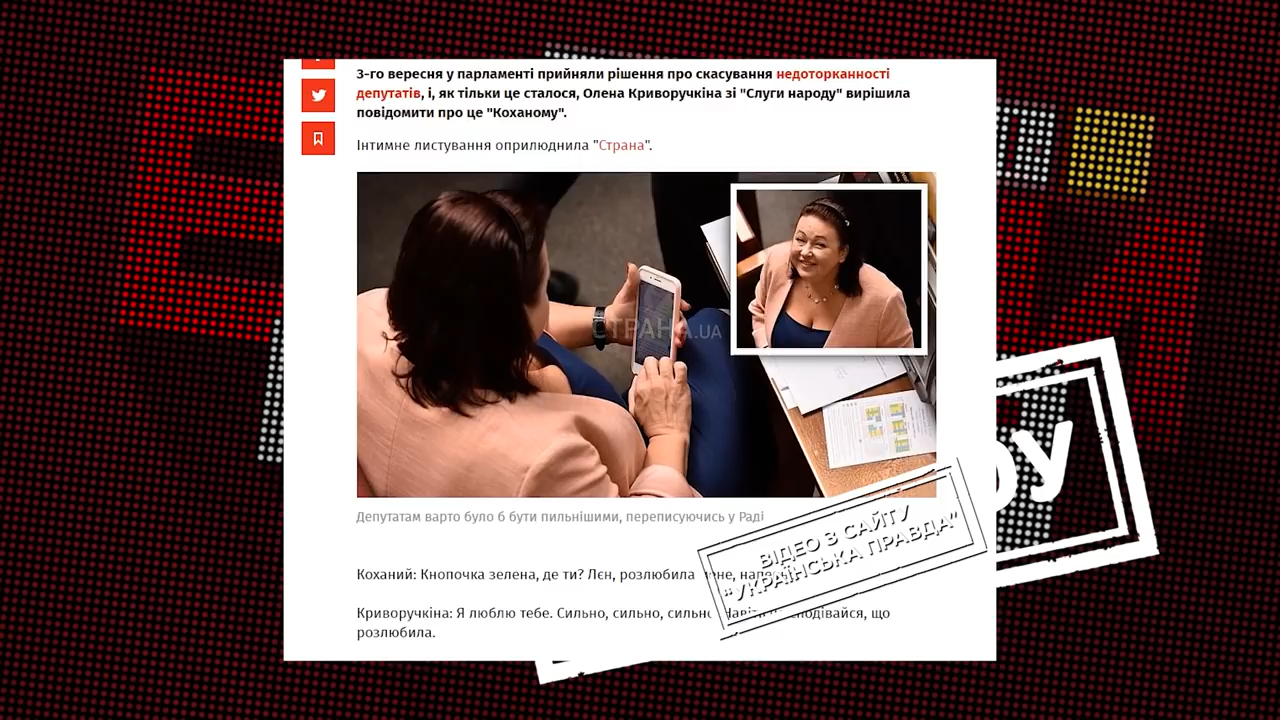 3-го вересня у парламенті прийняли рішення про скасування недоторканності
депутатів, і, як тільки це сталося, Олена Криворучкіна зі "Слуги народу" вирішила
повідомити про це "Коханому".
Інтимне листування оприлюднила "Страна".
СТРАНА.UA
Депутатам варто було б бути пильнішими, переписуючись у Раді
Коханий: Кнопочка зелена, де ти? Лєн, розлюбила
Криворучкіна: Я люблю тебе. Сильно, сильно, сильно
розлюбила.
ВІДЕО З САЙТУ
"УКРАЇНСЬКА ПРАВДА"